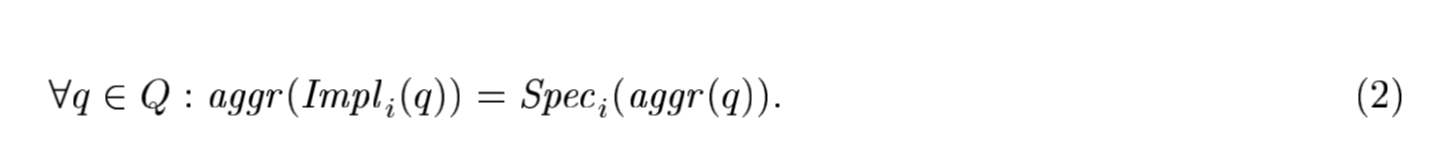 ∀q ∈ Q : aggr(Impl_i(q)) = Spec_i(aggr(q)). (2)